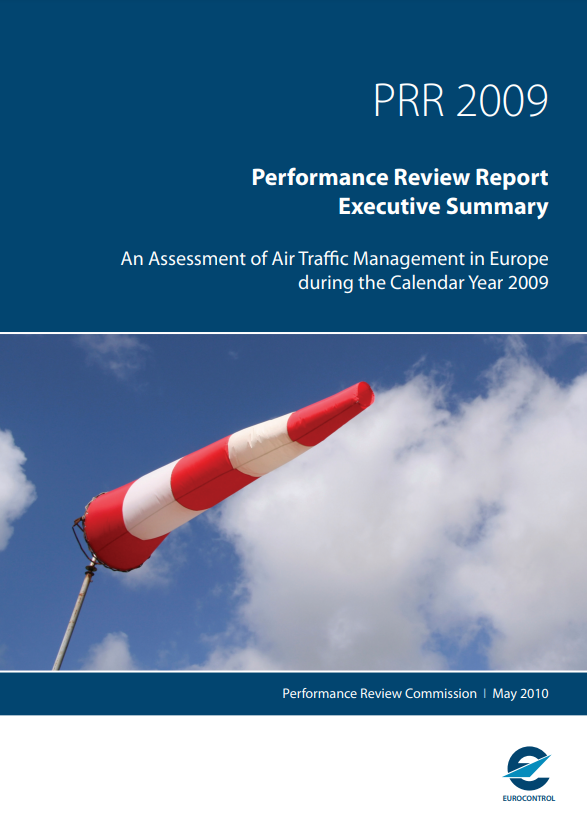 PRR 2009
Performance Review Report
Executive Summary
An Assessment of Air Traffic Management in Europe
during the Calendar Year 2009
Performance Review Commission I May 2010
EUROCONTROL